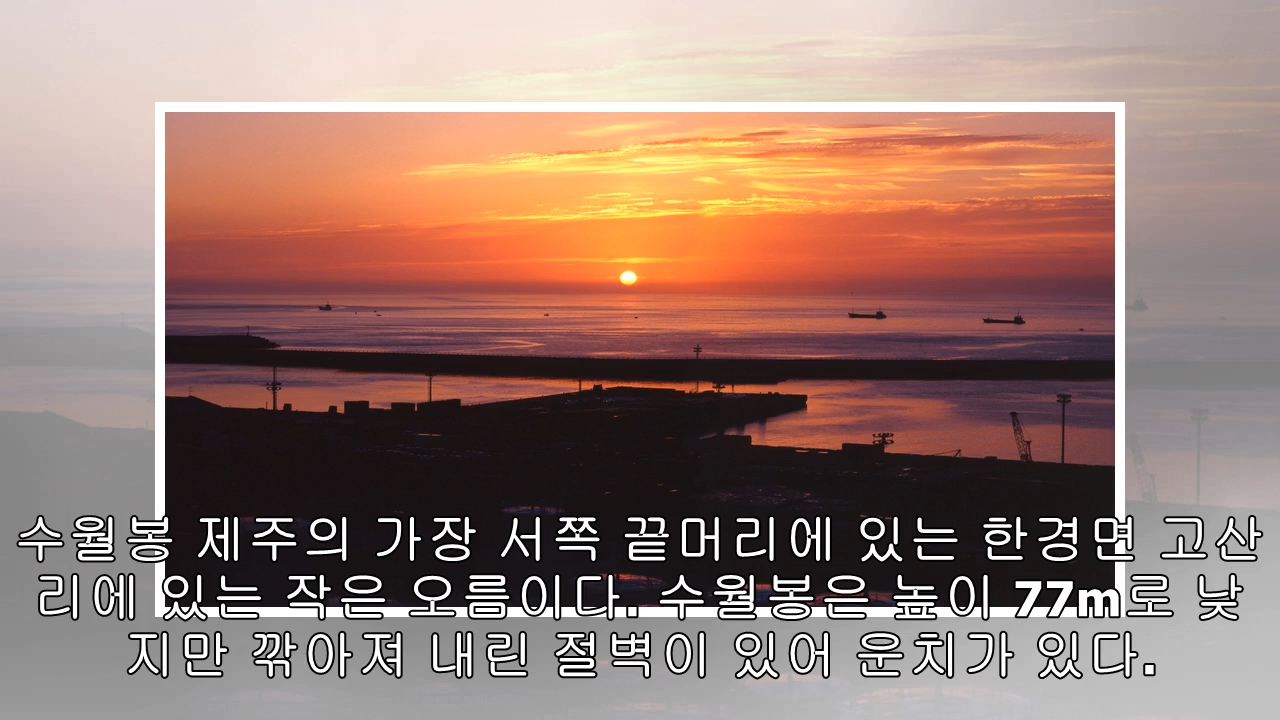 수월봉 제주의 가장 서쪽 끝머리에 있는 한경면 고산
리에 있는 작은 오름이다.. 수월봉은 높이 77m로 낮
지만 깎아져 내린 절벽이 있어 운치가 있다.